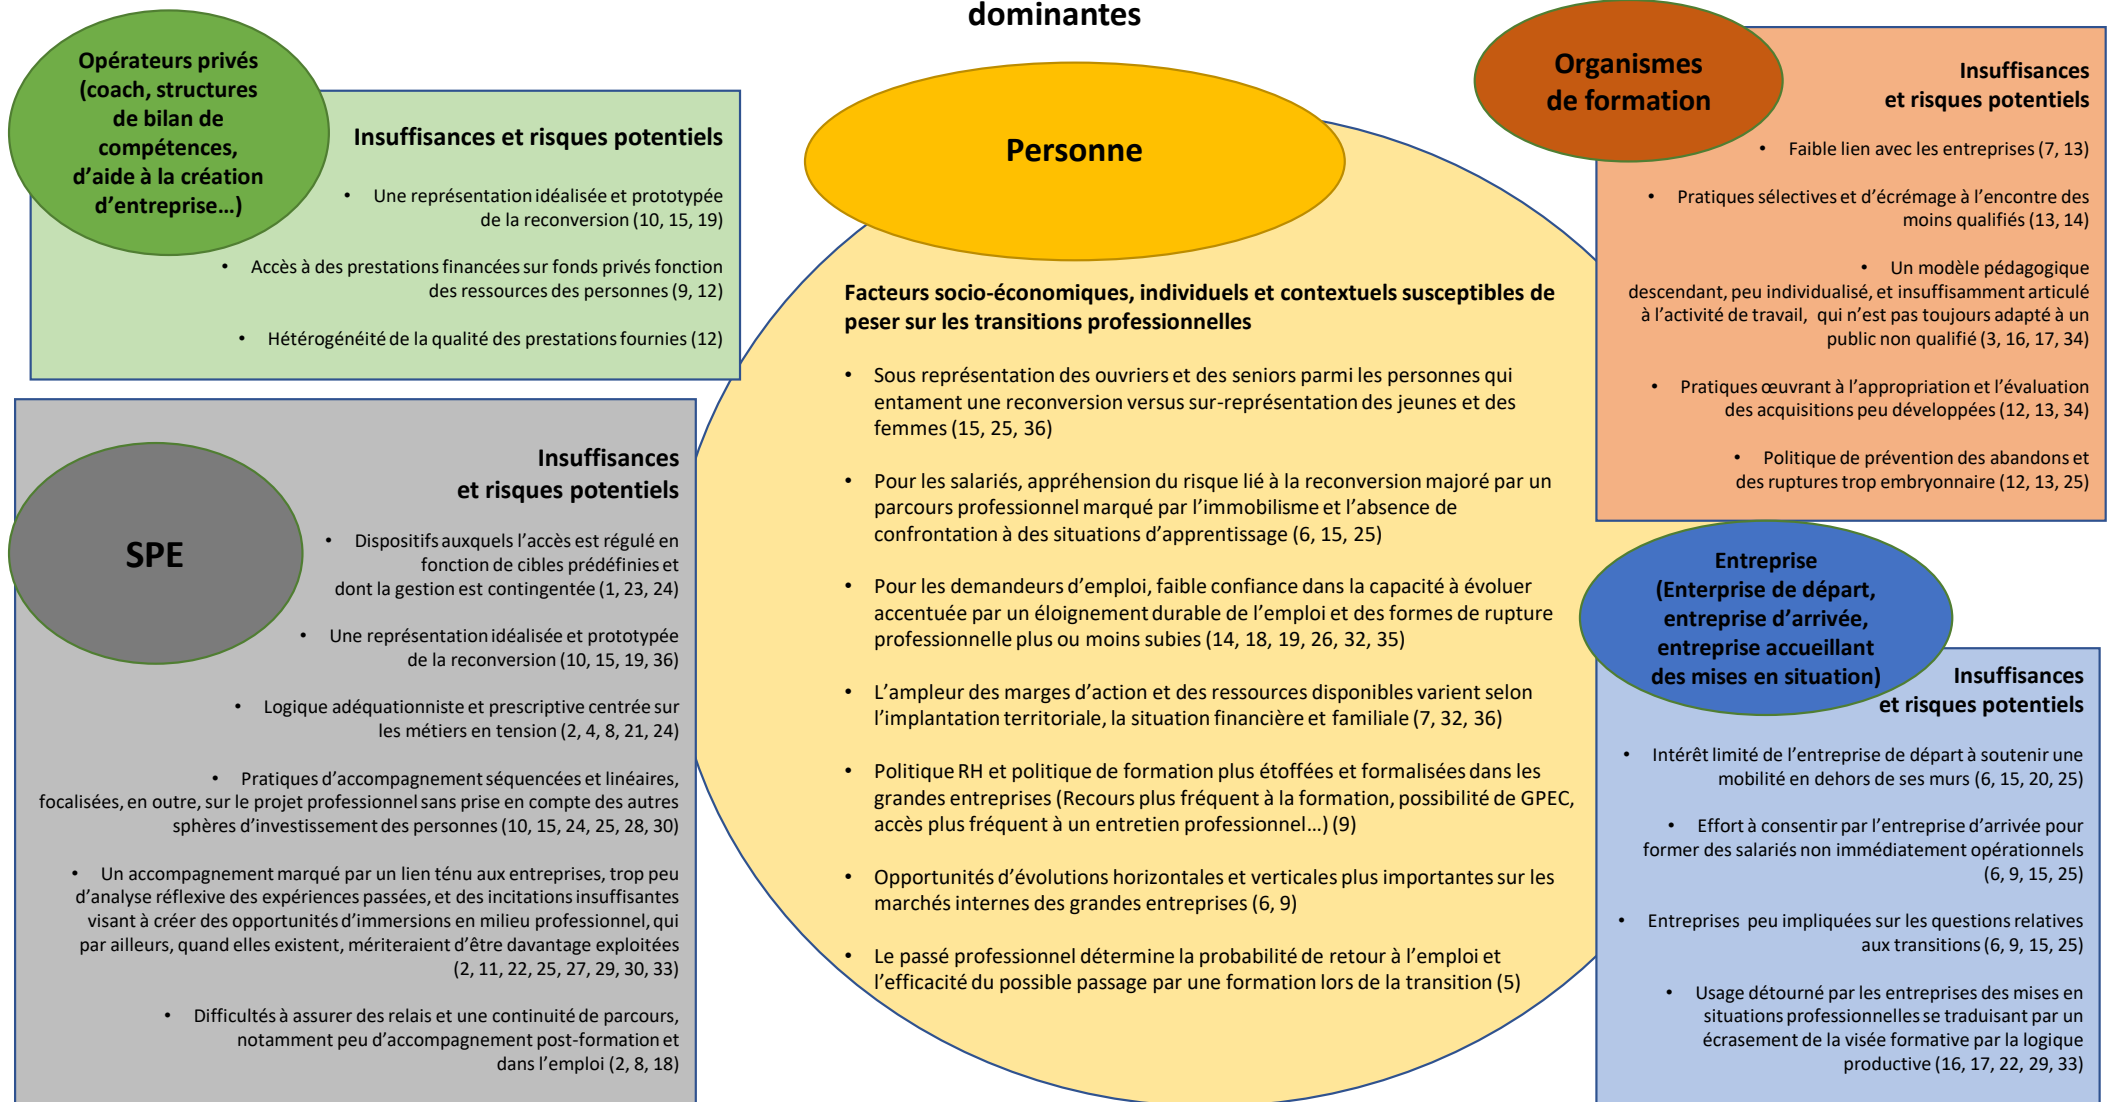 dominantes
Opérateurs privés
(coach, structures
de bilan de
compétences,
d’aide à la création
d’entreprise…)
Insuffisances et risques potentiels
• Une représentation idéalisée et prototypée
de la reconversion (10, 15, 19)
• Accès à des prestations financées sur fonds privés fonction
des ressources des personnes (9, 12)
• Hétérogénéité de la qualité des prestations fournies (12)
SPE
Insuffisances
et risques potentiels
• Dispositifs auxquels l’accès est régulé en
fonction de cibles prédéfinies et
dont la gestion est contingentée (1, 23, 24)
• Une représentation idéalisée et prototypée
de la reconversion (10, 15, 19, 36)
• Logique adéquationniste et prescriptive centrée sur
les métiers en tension (2, 4, 8, 21, 24)
• Pratiques d’accompagnement séquencées et linéaires,
focalisées, en outre, sur le projet professionnel sans prise en compte des autres
sphères d’investissement des personnes (10, 15, 24, 25, 28, 30)
• Un accompagnement marqué par un lien ténu aux entreprises, trop peu
d’analyse réflexive des expériences passées, et des incitations insuffisantes
visant à créer des opportunités d’immersions en milieu professionnel, qui
par ailleurs, quand elles existent, mériteraient d’être davantage exploitées
(2, 11, 22, 25, 27, 29, 30, 33)
• Difficultés à assurer des relais et une continuité de parcours,
notamment peu d’accompagnement post-formation et
dans l’emploi (2, 8, 18)
Personne
Facteurs socio-économiques, individuels et contextuels susceptibles de
peser sur les transitions professionnelles
• Sous représentation des ouvriers et des seniors parmi les personnes qui
entament une reconversion versus sur-représentation des jeunes et des
femmes (15, 25, 36)
• Pour les salariés, appréhension du risque lié à la reconversion majoré par un
parcours professionnel marqué par l’immobilisme et l’absence de
confrontation à des situations d’apprentissage (6, 15, 25)
• Pour les demandeurs d’emploi, faible confiance dans la capacité à évoluer
accentuée par un éloignement durable de l’emploi et des formes de rupture
professionnelle plus ou moins subies (14, 18, 19, 26, 32, 35)
• L’ampleur des marges d’action et des ressources disponibles varient selon
l’implantation territoriale, la situation financière et familiale (7, 32, 36)
• Politique RH et politique de formation plus étoffées et formalisées dans les
grandes entreprises (Recours plus fréquent à la formation, possibilité de GPEC,
accès plus fréquent à un entretien professionnel…) (9)
• Opportunités d’évolutions horizontales et verticales plus importantes sur les
marchés internes des grandes entreprises (6, 9)
• Le passé professionnel détermine la probabilité de retour à l’emploi et
l’efficacité du possible passage par une formation lors de la transition (5)
Organismes
de formation
Insuffisances
et risques potentiels
• Faible lien avec les entreprises (7, 13)
• Pratiques sélectives et d’écrémage à l’encontre des
moins qualifiés (13, 14)
• Un modèle pédagogique
descendant, peu individualisé, et insuffisamment articulé
à l’activité de travail, qui n’est pas toujours adapté à un
public non qualifié (3, 16, 17, 34)
• Pratiques œuvrant à l’appropriation et l’évaluation
des acquisitions peu développées (12, 13, 34)
• Politique de prévention des abandons et
des ruptures trop embryonnaire (12, 13, 25)
Entreprise
(Enterprise de départ,
entreprise d’arrivée,
entreprise accueillant
des mises en situation)
Insuffisances
et risques potentiels
• Intérêt limité de l’entreprise de départ à soutenir une
mobilité en dehors de ses murs (6, 15, 20, 25)
• Effort à consentir par l’entreprise d’arrivée pour
former des salariés non immédiatement opérationnels
(6, 9, 15, 25)
• Entreprises peu impliquées sur les questions relatives
aux transitions (6, 9, 15, 25)
• Usage détourné par les entreprises des mises en
situations professionnelles se traduisant par un
écrasement de la visée formative par la logique
productive (16, 17, 22, 29, 33)